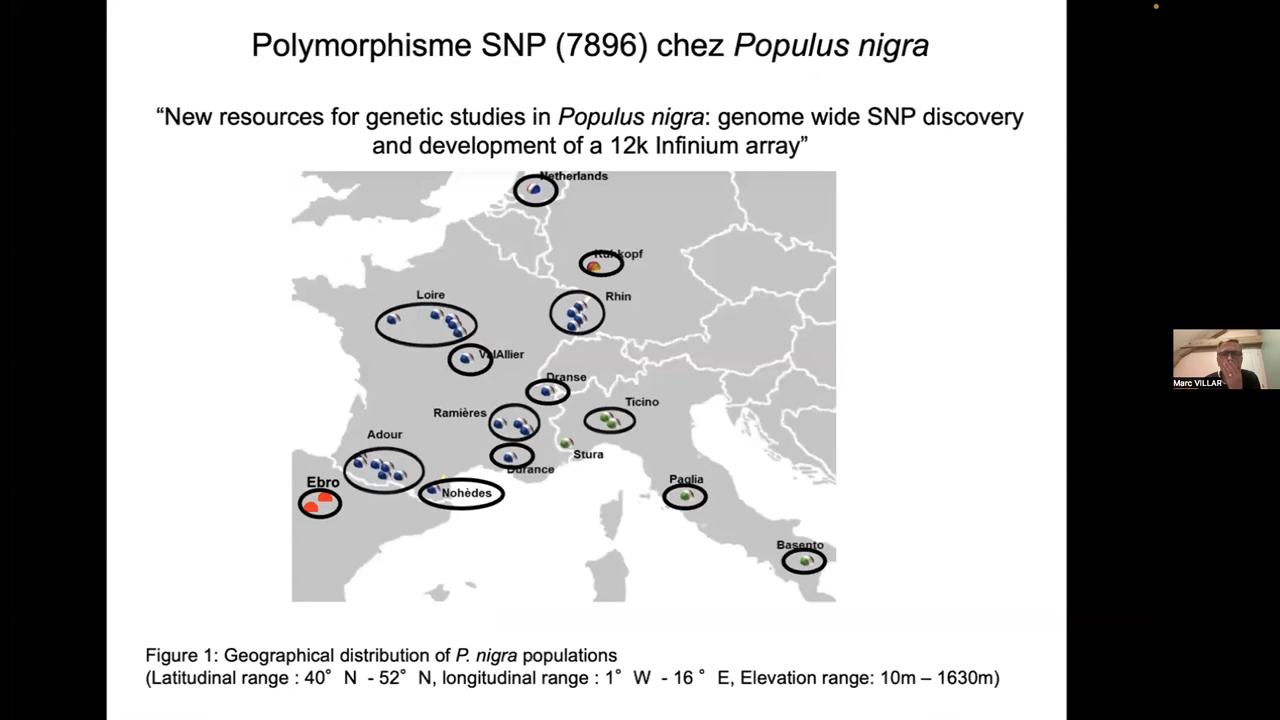 Polymorphisme SNP (7896) chez Populus nigra
“New resources for genetic studies in Populus nigra: genome wide SNP discovery
and development of a 12k Infinium array”
Netherlands
Kuhkopf
Loire
Rhin
ValAllier
Dranse
Ramières
Ticino
Adour
Stura
Durance
Ebro
Nohèdes
Paglia
Basento
Marc VILLAR
Figure 1: Geographical distribution of P. nigra populations
(Latitudinal range : 40° N - 52° N, longitudinal range : 1° W - 16 ° E, Elevation range: 10m – 1630m)